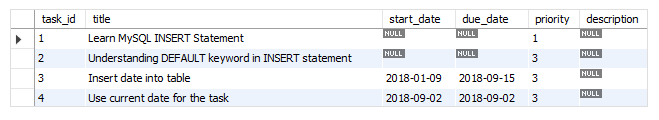 task_id title start_date due_date priority description
1 Learn MySQL INSERT Statement NULL NULL 1 NULL
2 Understanding DEFAULT keyword in INSERT statement NULL NULL 3 NULL
3 Insert date into table 2018-01-09 2018-09-15 3 NULL
4 Use current date for the task 2018-09-02 2018-09-02 3 NULL